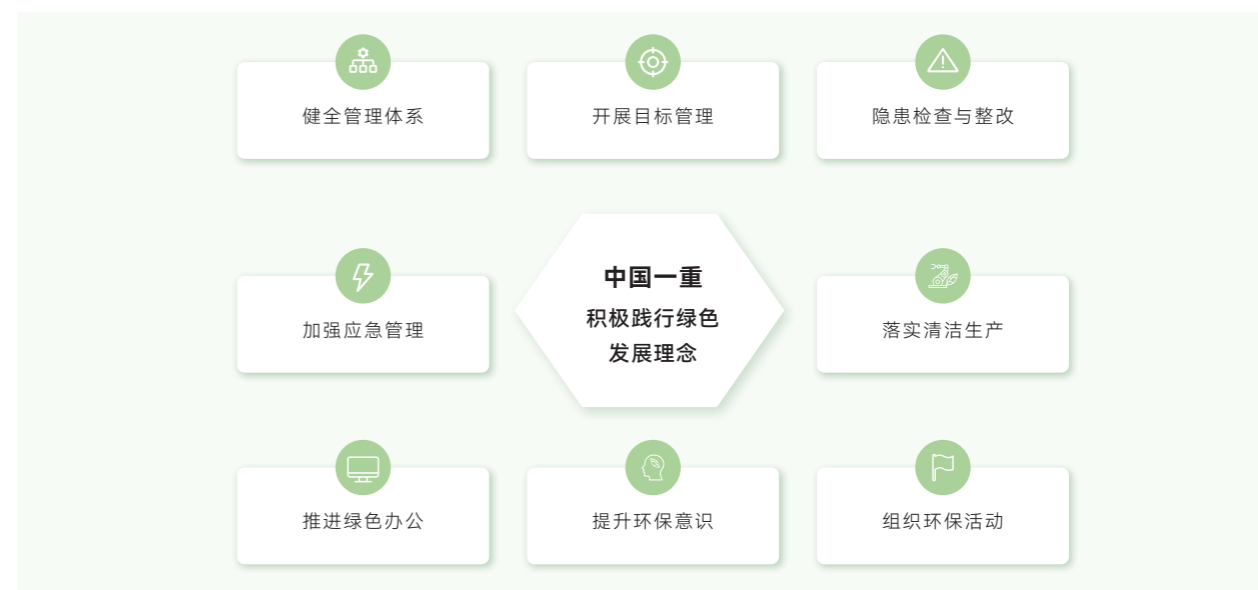 健全管理体系
开展目标管理
隐患检查与整改
中国一重
积极践行绿色
发展理念
加强应急管理
落实清洁生产
推进绿色办公
提升环保意识
组织环保活动